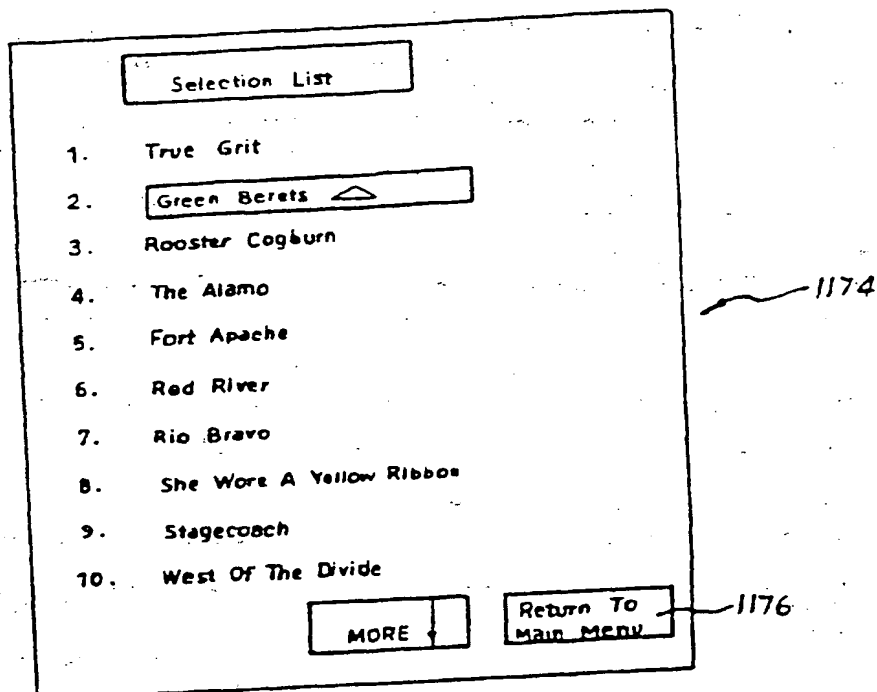 Selection List
1. True Grit
2. Green Berets
3. Rooster Cogburn
4. The Alamo
5. Fort Apache
6. Red River
7. Rio Bravo
8. She Wore A Yellow Ribbon
9. Stagecoach
10. West Of The Divide
MORE
Return To
Main Menu
1174
1176